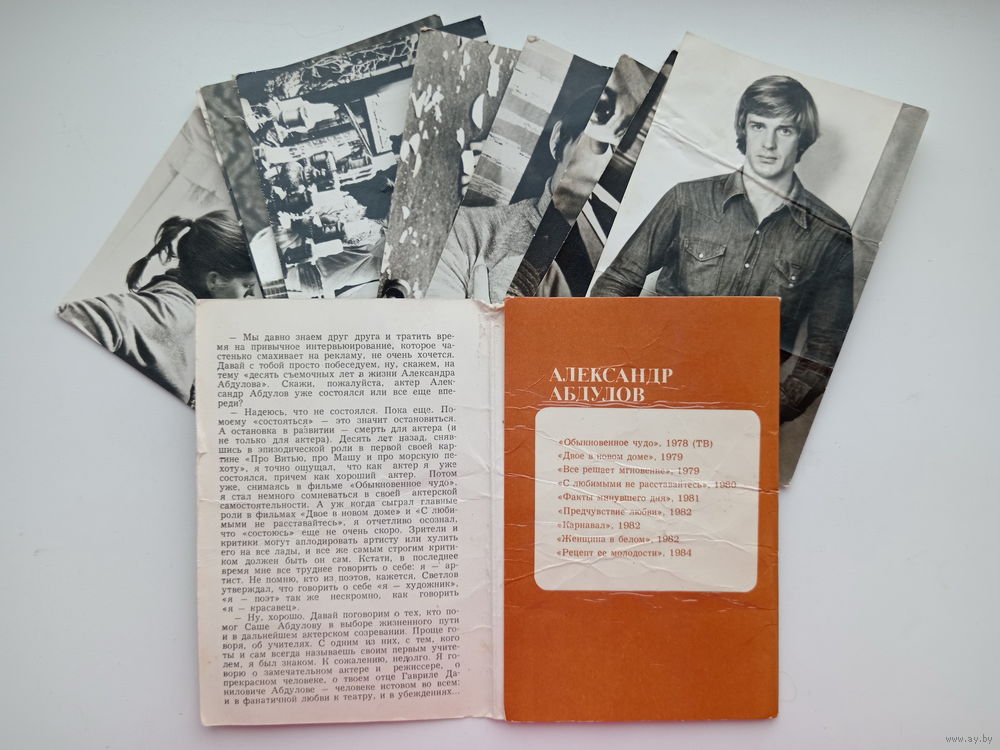 — Мы давно знаем друг друга и тратить вре-
мя на привычное интервьюирование, которое ча-
стенько смахивает на рекламу, не очень хочется.
Давай с тобой просто побеседуем, ну, скажем, на
тему «десять съемочных лет в жизни Александра
Абдулова». Скажи, пожалуйста, актер Алек-
сандр Абдулов уже состоялся или все еще впе-
реди?
— Надеюсь, что не состоялся. Пока еще. По-
моему «состояться» — это значит остановиться.
А остановка в развитии — смерть для актера (и
не только для актера). Десять лет назад, сняв-
шись в эпизодической роли в первой своей кар-
тине «Про Витью, про Машу и про морскую пе-
хоту», я точно ощущал, что как актер я уже
состоялся, причем как хороший актер. Потом
уже, снимаясь в фильме «Обыкновенное чудо»,
я стал немного сомневаться в своей актерской
самостоятельности. А уж когда сыграл главные
роли в фильмах «Двое в новом доме» и «С люби-
мыми не расставайтесь», я отчетливо осознал,
что «состоюсь» еще не очень скоро. Зрители и
критики могут аплодировать артисту или хулить
его на все лады, и все же самым строгим крити-
ком должен быть он сам. Кстати, в последнее
время мне все труднее говорить о себе: я — ар-
тист. Не помню, кто из поэтов, кажется, Светлов
утверждал, что говорить о себе «я — художник»,
«я — поэт» так же нескромно, как говорить
«я — красавец».
— Ну, хорошо. Давай поговорим о тех, кто по-
мог Саше Абдулову в выборе жизненного пути
и в дальнейшем актерском созревании. Проще го-
воря, об учителях. С одним из них, с тем, кого
ты и сам всегда называешь своим первым учите-
лем, я был знаком. К сожалению, недолго. Я го-
ворю о замечательном актере и режиссере, о
прекрасном человеке, о твоем отце Гавриле Да-
ниловиче Абдулове — человеке истовом во всем:
и в фанатичной любви к театру, и в убеждениях...
АЛЕКСАНДР
АБДУЛОВ
«Обыкновенное чудо», 1978 (ТВ)
«Двое в новом доме», 1979
«Все решает мгновение», 1979
«С любимыми не расставайтесь», 1980
«Факты минувшего дня», 1981
«Предчувствие любви», 1982
«Карнавал», 1982
«Женщина в белом», 1982
«Рецепт ее молодости», 1984
www.ay.by